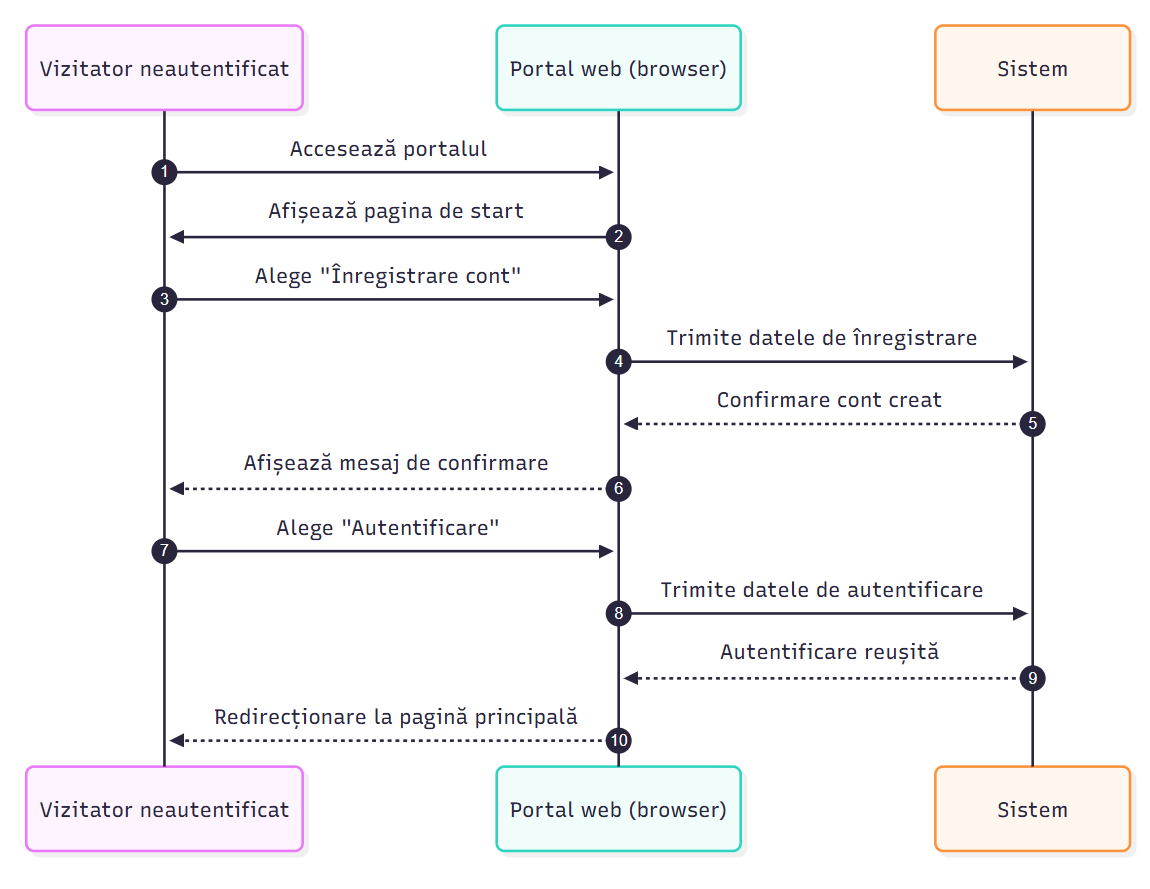 Vizitator neautentificat
Portal web (browser)
Sistem
Accesează portalul
1
Afișează pagina de start
2
Alege "Înregistrare cont"
3
Trimite datele de înregistrare
4
Confirmare cont creat
5
Afișează mesaj de confirmare
6
Alege "Autentificare"
7
Trimite datele de autentificare
8
Autentificare reușită
9
Redirecționare la pagină principală
10
Vizitator neautentificat
Portal web (browser)
Sistem